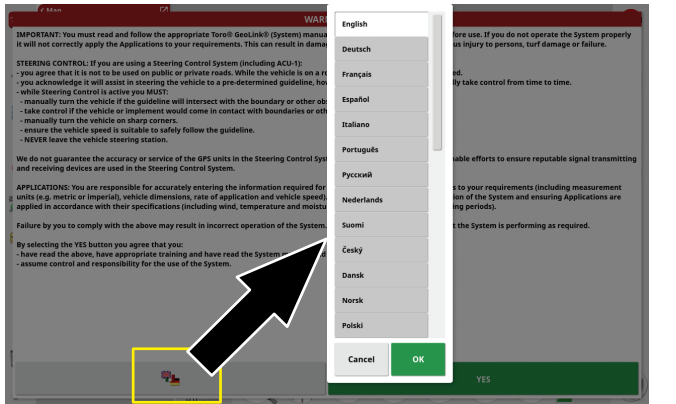 Map
WAR
IMPORTANT: You must read and follow the appropriate Toro® GeoLink® (System) manua fore use. If you do not operate the System properly
it will not correctly apply the Applications to your requirements. This can result in damag us injury to persons, turf damage or failure.
STEERING CONTROL: If you are using a Steering Control System (including ACU-1):
- you agree that it is not to be used on public or private roads. While the vehicle is on a ro ed.
- you acknowledge it will assist in steering the vehicle to a pre-determined guideline, how lly take control from time to time.
- while Steering Control is active you MUST:
- manually turn the vehicle if the guideline will intersect with the boundary or other obs
- take control if the vehicle or implement would come in contact with boundaries or oth
- manually turn the vehicle on sharp corners.
- ensure the vehicle speed is suitable to safely follow the guideline.
- NEVER leave the vehicle steering station.
We do not guarantee the accuracy or service of the GPS units in the Steering Control Syst nable efforts to ensure reputable signal transmitting
and receiving devices are used in the Steering Control System.
APPLICATIONS: You are responsible for accurately entering the information required for s to your requirements (including measurement
units (e.g. metric or imperial), vehicle dimensions, rate of application and vehicle speed). ion of the System and ensuring Applications are
applied in accordance with their specifications (including wind, temperature and moistu ing periods).
Failure by you to comply with the above may result in incorrect operation of the System. t the System is performing as required.
By selecting the YES button you agree that you:
- have read the above, have appropriate training and have read the System m nd
- assume control and responsibility for the use of the System.
English
Deutsch
Français
Español
Italiano
Português
Русский
Nederlands
Suomi
Český
Dansk
Norsk
Polski
Cancel OK
YES